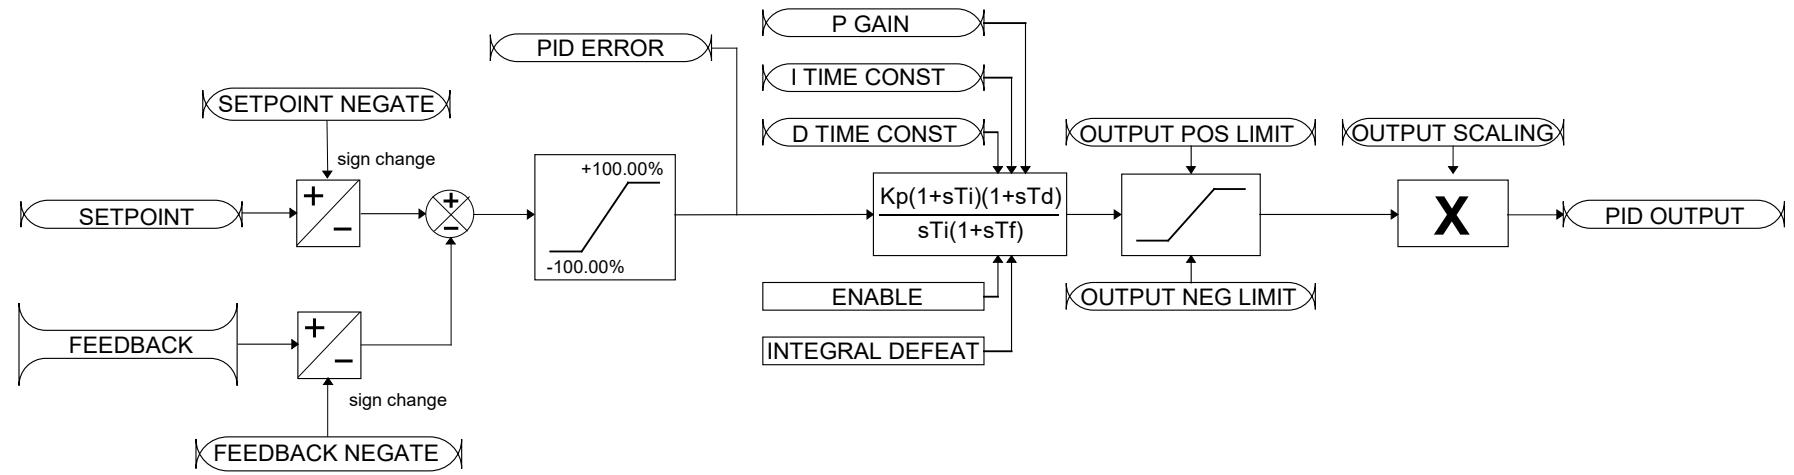 P GAIN
PID ERROR
I TIME CONST
SETPOINT NEGATE
D TIME CONST
OUTPUT POS LIMIT
OUTPUT SCALING
sign change
+100.00%
+
-
SETPOINT
+
-
Kp(1+sTi)(1+sTd)
sTi(1+sTf)
X
PID OUTPUT
-100.00%
ENABLE
OUTPUT NEG LIMIT
FEEDBACK
+
-
INTEGRAL DEFEAT
sign change
FEEDBACK NEGATE